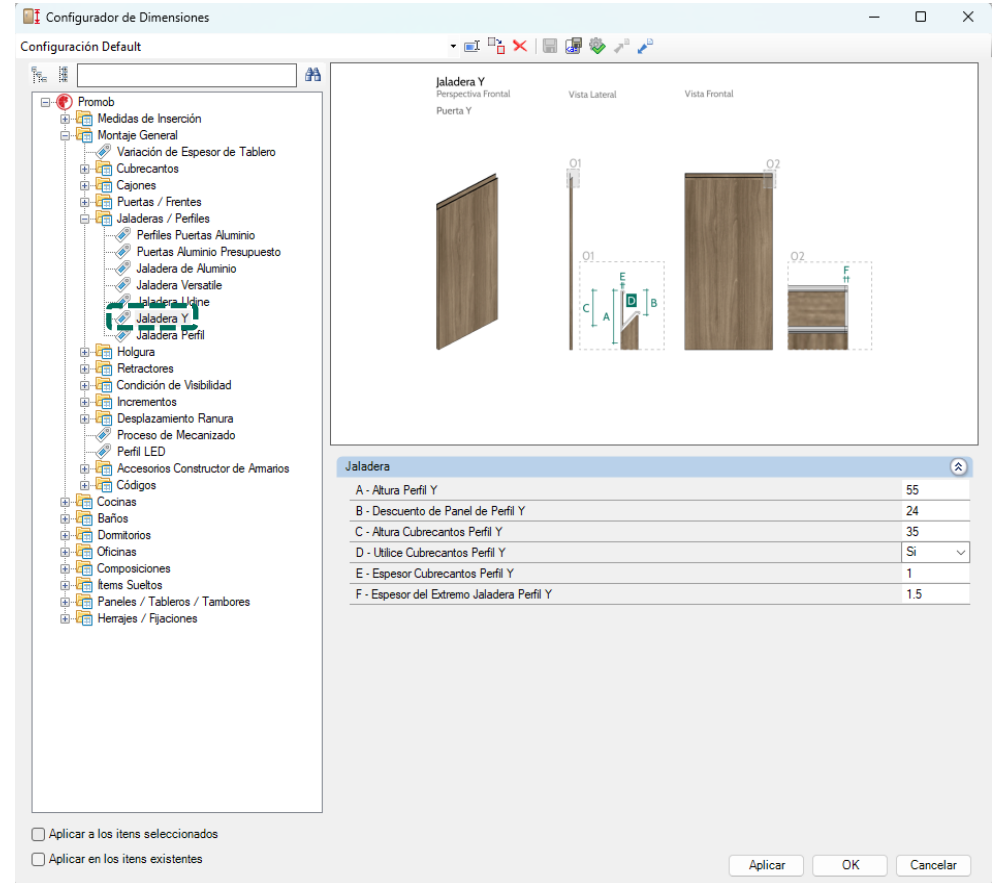 Configurador de Dimensiones
Configuración Default
Promob
Medidas de Inserción
Montaje General
Variación de Espesor de Tablero
Cubrecantos
Cajones
Puertas / Frentes
Jaladeras / Perfiles
Perfiles Puertas Aluminio
Puertas Aluminio Presupuesto
Jaladera de Aluminio
Jaladera Versatile
Jaladera Udine
Jaladera Y
Jaladera Perfil
Holgura
Retractores
Condición de Visibilidad
Incrementos
Desplazamiento Ranura
Proceso de Mecanizado
Perfil LED
Accesorios Constructor de Armarios
Códigos
Cocinas
Baños
Dormitorios
Oficinas
Composiciones
Ítems Sueltos
Paneles / Tableros / Tambores
Herrajes / Fijaciones
Aplicar a los itens seleccionados
Aplicar en los itens existentes
Jaladera Y
Perspectiva Frontal Vista Lateral Vista Frontal
Puerta Y
01 02
01 02
E F
C A D B
Jaladera
A - Altura Perfil Y 55
B - Descuento de Panel de Perfil Y 24
C - Altura Cubrecantos Perfil Y 35
D - Utilice Cubrecantos Perfil Y Si
E - Espesor Cubrecantos Perfil Y 1
F - Espesor del Extremo Jaladera Perfil Y 1.5
Aplicar OK Cancelar